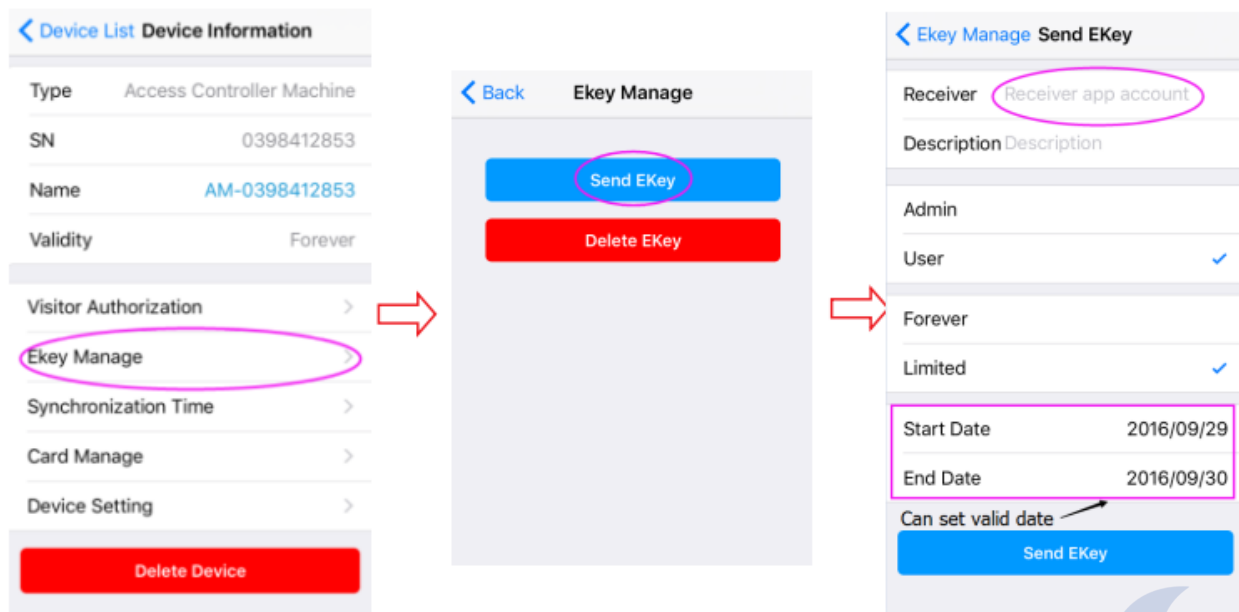 Device List Device Information
Type Access Controller Machine
SN 0398412853
Name AM-0398412853
Validity Forever
Visitor Authorization
Ekey Manage
Synchronization Time
Card Manage
Device Setting
Delete Device
Back Ekey Manage
Send EKey
Delete EKey
Ekey Manage Send EKey
Receiver Receiver app account
Description Description
Admin
User
Forever
Limited
Start Date 2016/09/29
End Date 2016/09/30
Can set valid date
Send EKey